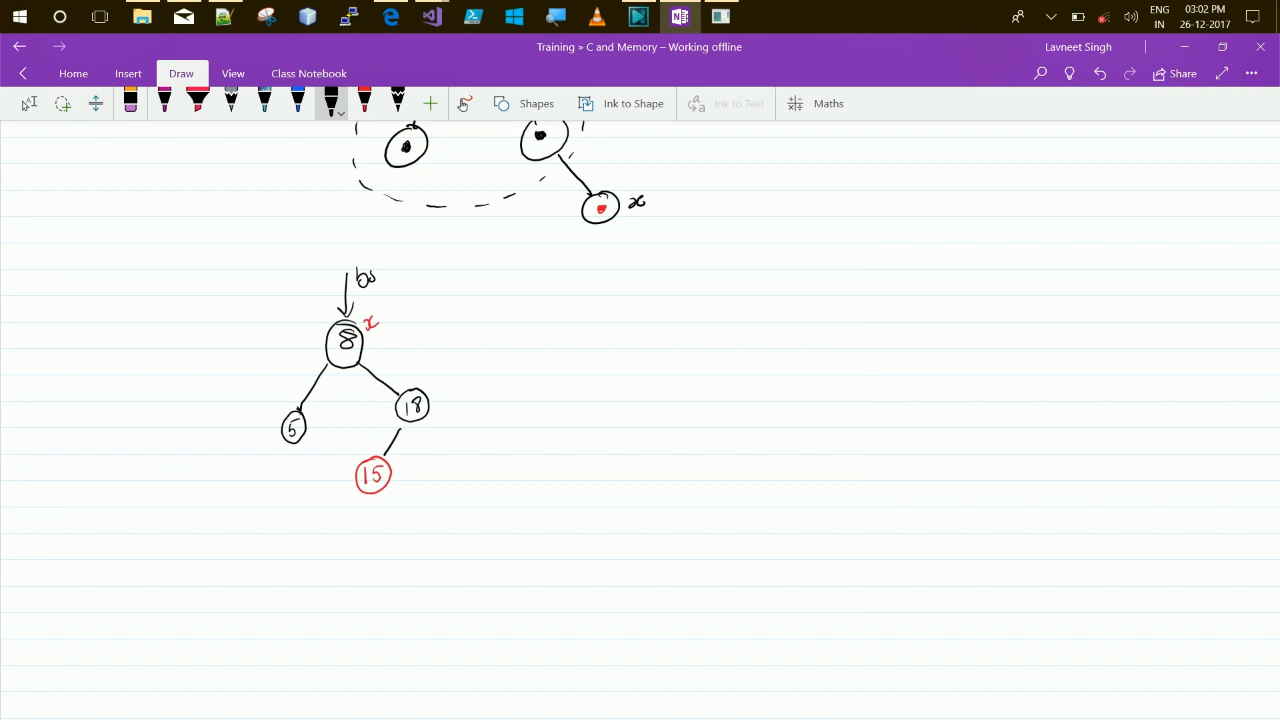 ENG
03:02 PM
IN
26-12-2017
Training » C and Memory – Working offline
Lavneet Singh
Home
Insert
Draw
View
Class Notebook
Share
Shapes
Ink to Shape
Ink to Text
Maths
x
8
x
5
18
15